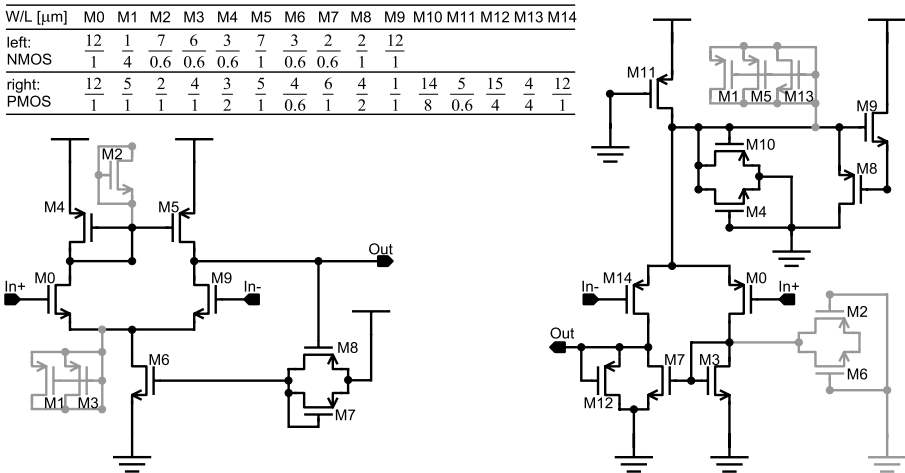 W/L [μm] M0 M1 M2 M3 M4 M5 M6 M7 M8 M9 M10 M11 M12 M13 M14
left: NMOS 12/1 1/4 7/0.6 6/0.6 3/0.6 7/1 3/0.6 2/0.6 2/1 12/1
right: PMOS 12/1 5/1 2/1 4/1 3/2 5/1 4/0.6 6/1 4/2 1/1 14/8 5/0.6 15/4 4/4 12/1
M2
M4 M5
Out
M0 M9
In+ In-
M6
M8
M1 M3
M7
M11
M1 M5 M13
M9
M10
M8
M4
M14 M0
In- In+
M2
Out
M7 M3
M6
M12